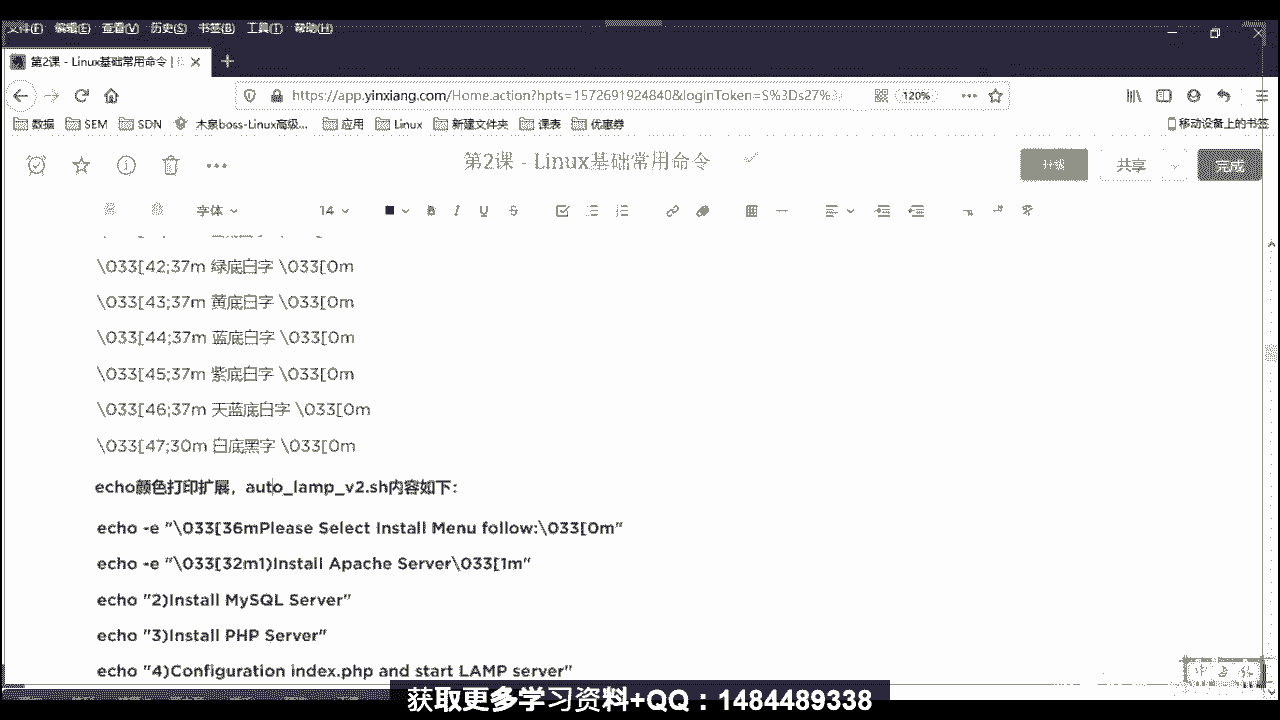 文件(F) 编辑(E) 查看(V) 历史(S) 书签(B) 工具(T) 帮助(H)
第2课 - Linux基础常用命令 |
https://app.yinxiang.com/Home.action?hpts=1572691924840&loginToken=S%3Ds27%3
120%
数据 SEM SDN 木泉boss-Linux高级... 应用 Linux 新建文件夹 课表 优惠券 移动设备上的书签
第2课 - Linux基础常用命令
升级 共享 完成
字体 14 B I U S
\033[42;37m 绿底白字 \033[0m
\033[43;37m 黄底白字 \033[0m
\033[44;37m 蓝底白字 \033[0m
\033[45;37m 紫底白字 \033[0m
\033[46;37m 天蓝底白字 \033[0m
\033[47;30m 白底黑字 \033[0m
echo颜色打印扩展，auto_lamp_v2.sh内容如下：
echo -e "\033[36mPlease Select Install Menu follow:\033[0m"
echo -e "\033[32m1)Install Apache Server\033[1m"
echo "2)Install MySQL Server"
echo "3)Install PHP Server"
echo "4)Configuration index.php and start LAMP server"
获取更多学习资料+QQ：1484489338